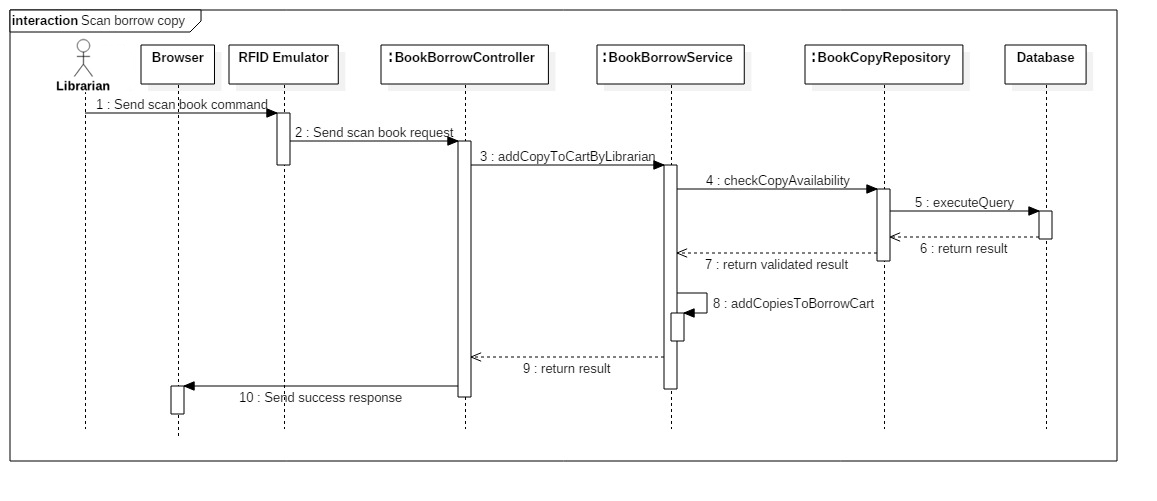 interaction Scan borrow copy
Librarian
Browser
RFID Emulator
:BookBorrowController
:BookBorrowService
:BookCopyRepository
Database
1 : Send scan book command
2 : Send scan book request
3 : addCopyToCartByLibrarian
4 : checkCopyAvailability
5 : executeQuery
6 : return result
7 : return validated result
8 : addCopiesToBorrowCart
9 : return result
10 : Send success response